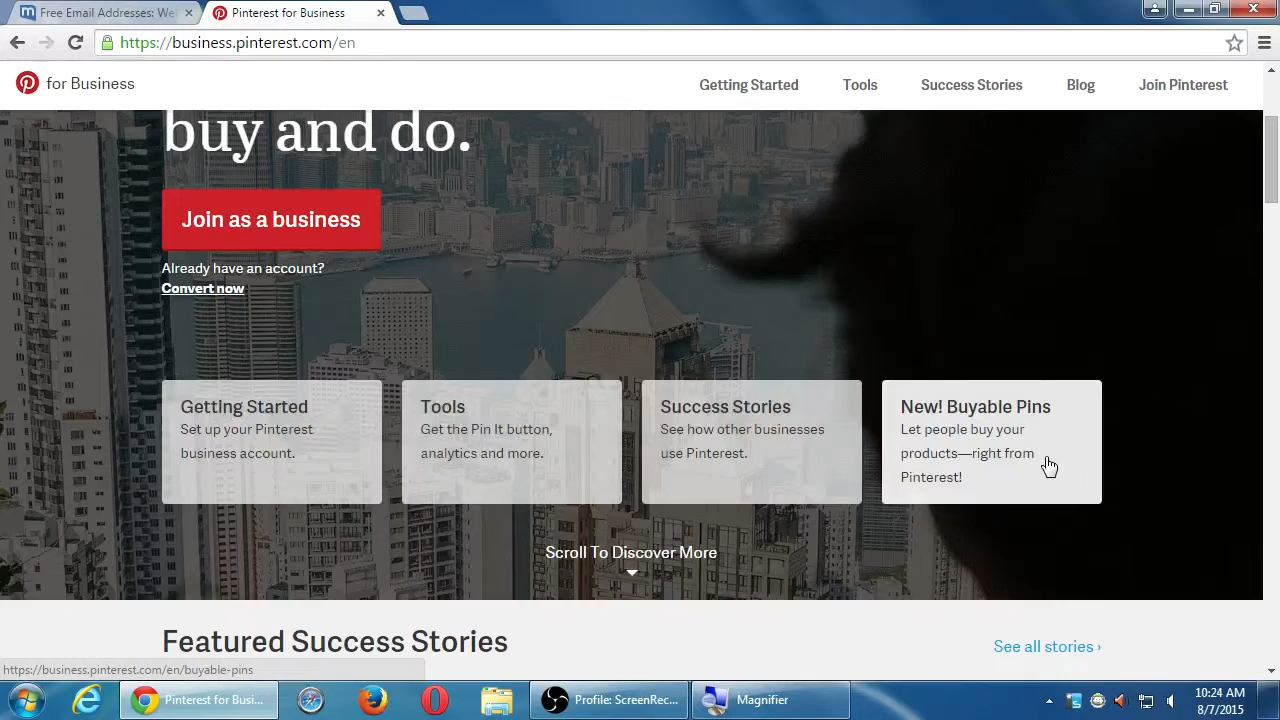 Free Email Addresses: We
Pinterest for Business
https://business.pinterest.com/en
for Business
Getting Started
Tools
Success Stories
Blog
Join Pinterest
buy and do.
Join as a business
Already have an account?
Convert now
Getting Started
Set up your Pinterest
business account.
Tools
Get the Pin It button,
analytics and more.
Success Stories
See how other businesses
use Pinterest.
New! Buyable Pins
Let people buy your
products—right from
Pinterest!
Scroll To Discover More
Featured Success Stories
See all stories ›
https://business.pinterest.com/en/buyable-pins
Pinterest for Busi...
Profile: ScreenRec...
Magnifier
10:24 AM
8/7/2015